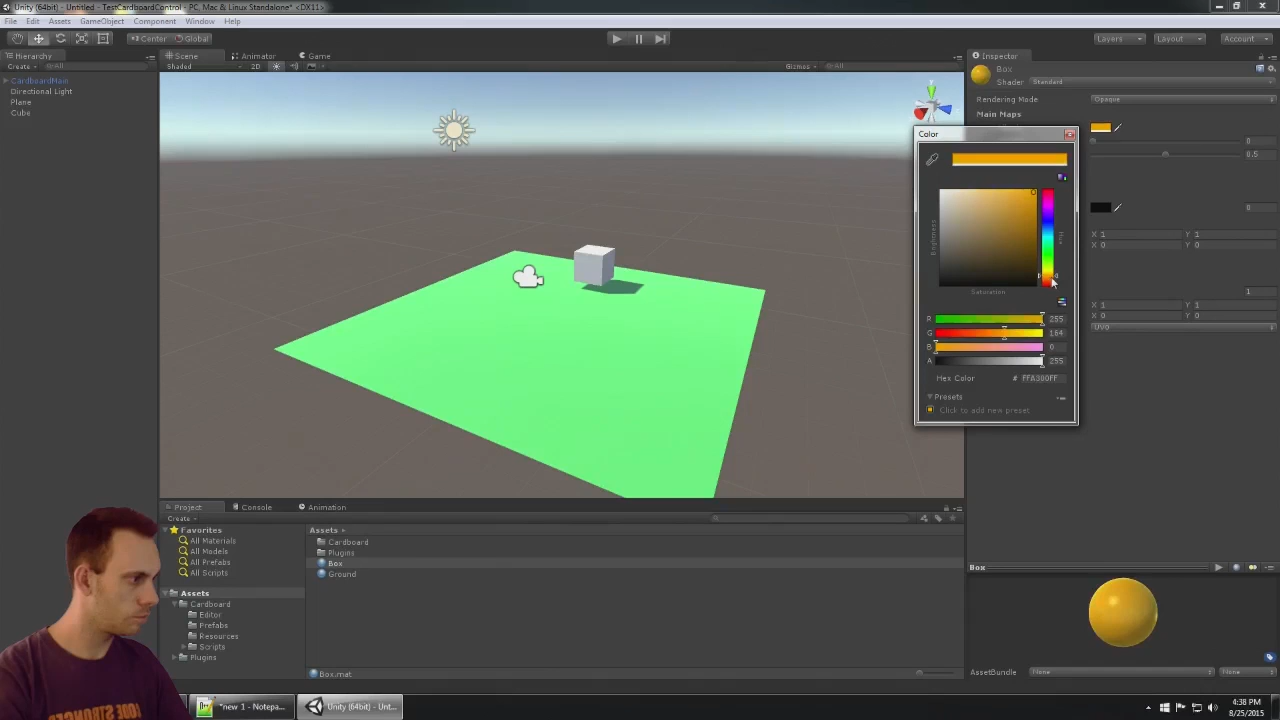 Unity (64bit) - Untitled - TestCardboardControl - PC, Mac & Linux Standalone* <DX11>
File Edit Assets GameObject Component Window Help
Center Global Layers Layout Account
Hierarchy Scene Animator Game Inspector
Create All Shaded 2D Gizmos All Box
CardboardMain Shader Standard
Directional Light
Plane Rendering Mode Opaque
Cube Main Maps
Color
0
0.5
Brightness
0
Hue
X 1 Y 1
X 0 Y 0
Saturation
1
X 1 Y 1
X 0 Y 0
R 255
UV0
G 164
B 0
A 255
Hex Color # FFA300FF
Presets
Click to add new preset
Project Console Animation
Create
Favorites Assets
All Materials Cardboard
All Models Plugins
All Prefabs Box
All Scripts Ground
Box
Assets
Cardboard
Editor
Prefabs
Resources
Scripts
Plugins
Box.mat
AssetBundle None None
"new 1 - Notepa... Unity (64bit) - Unt...
4:38 PM
8/25/2015